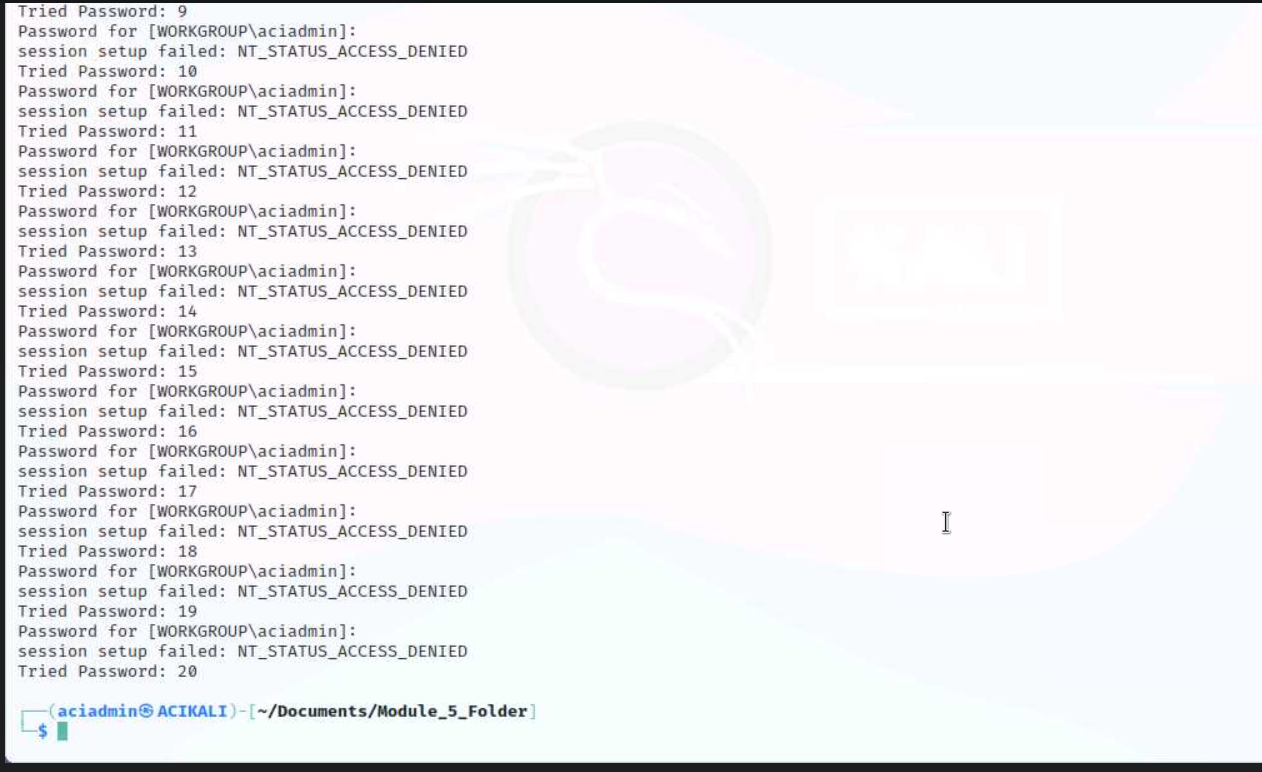 Tried Password: 9
Password for [WORKGROUP\aciadmin]:
session setup failed: NT_STATUS_ACCESS_DENIED
Tried Password: 10
Password for [WORKGROUP\aciadmin]:
session setup failed: NT_STATUS_ACCESS_DENIED
Tried Password: 11
Password for [WORKGROUP\aciadmin]:
session setup failed: NT_STATUS_ACCESS_DENIED
Tried Password: 12
Password for [WORKGROUP\aciadmin]:
session setup failed: NT_STATUS_ACCESS_DENIED
Tried Password: 13
Password for [WORKGROUP\aciadmin]:
session setup failed: NT_STATUS_ACCESS_DENIED
Tried Password: 14
Password for [WORKGROUP\aciadmin]:
session setup failed: NT_STATUS_ACCESS_DENIED
Tried Password: 15
Password for [WORKGROUP\aciadmin]:
session setup failed: NT_STATUS_ACCESS_DENIED
Tried Password: 16
Password for [WORKGROUP\aciadmin]:
session setup failed: NT_STATUS_ACCESS_DENIED
Tried Password: 17
Password for [WORKGROUP\aciadmin]:
session setup failed: NT_STATUS_ACCESS_DENIED
Tried Password: 18
Password for [WORKGROUP\aciadmin]:
session setup failed: NT_STATUS_ACCESS_DENIED
Tried Password: 19
Password for [WORKGROUP\aciadmin]:
session setup failed: NT_STATUS_ACCESS_DENIED
Tried Password: 20
┌──(aciadmin㉿ACIKALI)-[~/Documents/Module_5_Folder]
└─$